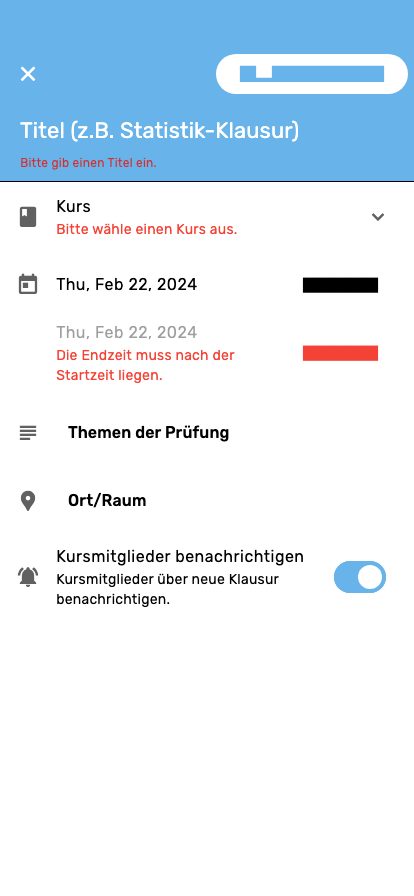 Titel (z.B. Statistik-Klausur)
Bitte gib einen Titel ein.
Kurs
Bitte wähle einen Kurs aus.
Thu, Feb 22, 2024
Thu, Feb 22, 2024
Die Endzeit muss nach der
Startzeit liegen.
Themen der Prüfung
Ort/Raum
Kursmitglieder benachrichtigen
Kursmitglieder über neue Klausur
benachrichtigen.